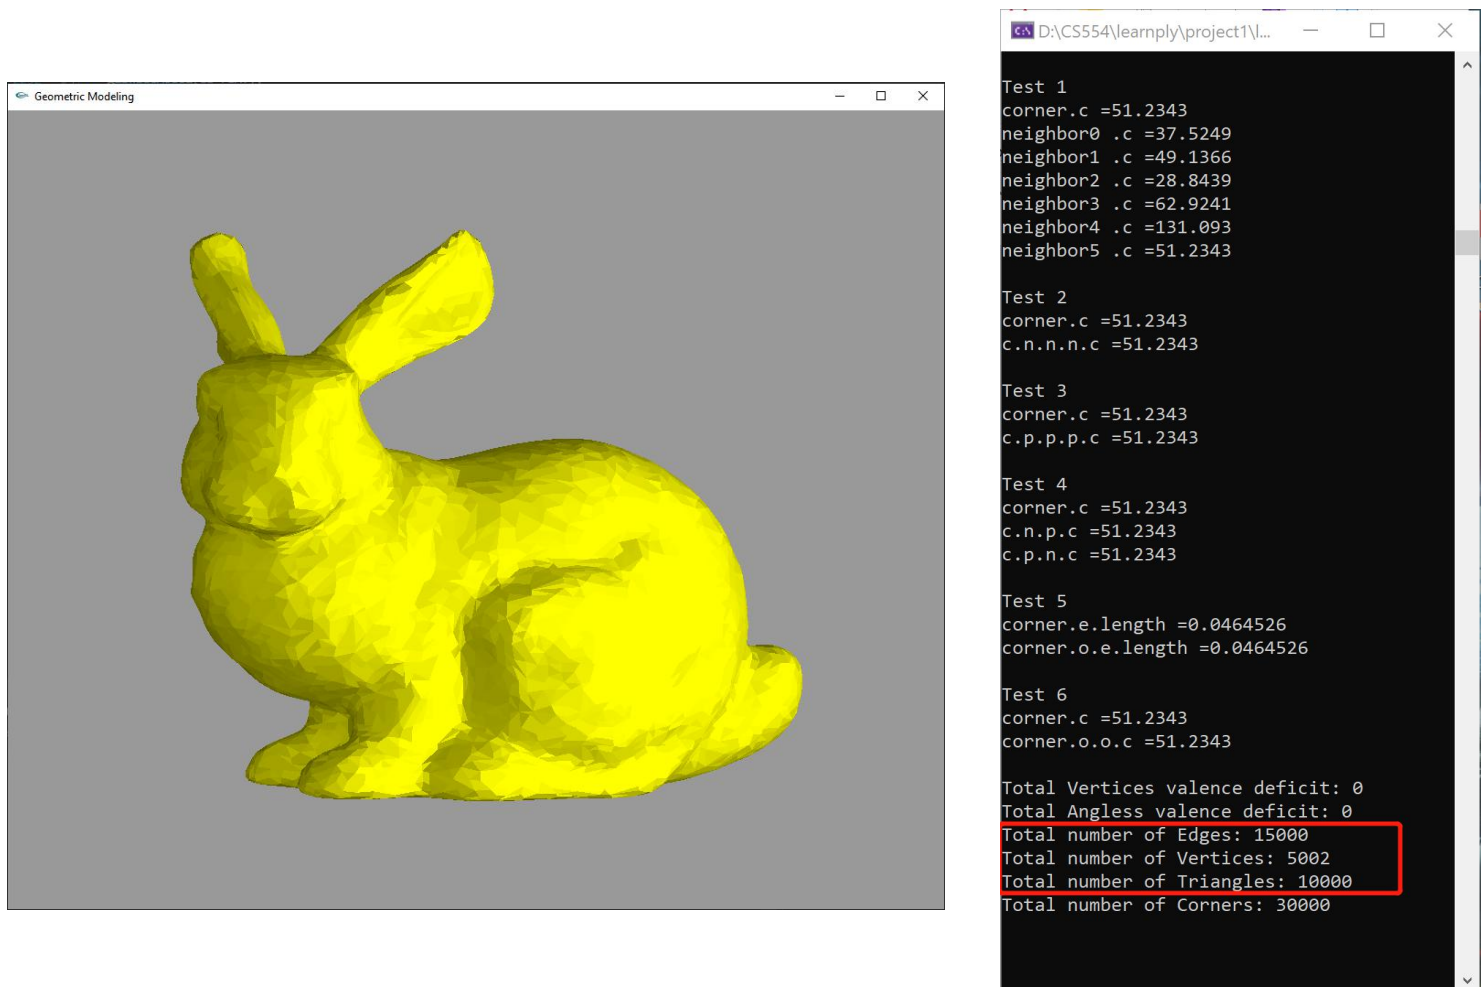 Geometric Modeling
D:\CS554\learnply\project1\l...
Test 1
corner.c =51.2343
neighbor0 .c =37.5249
neighbor1 .c =49.1366
neighbor2 .c =28.8439
neighbor3 .c =62.9241
neighbor4 .c =131.093
neighbor5 .c =51.2343
Test 2
corner.c =51.2343
c.n.n.n.c =51.2343
Test 3
corner.c =51.2343
c.p.p.p.c =51.2343
Test 4
corner.c =51.2343
c.n.p.c =51.2343
c.p.n.c =51.2343
Test 5
corner.e.length =0.0464526
corner.o.e.length =0.0464526
Test 6
corner.c =51.2343
corner.o.o.c =51.2343
Total Vertices valence deficit: 0
Total Angless valence deficit: 0
Total number of Edges: 15000
Total number of Vertices: 5002
Total number of Triangles: 10000
Total number of Corners: 30000